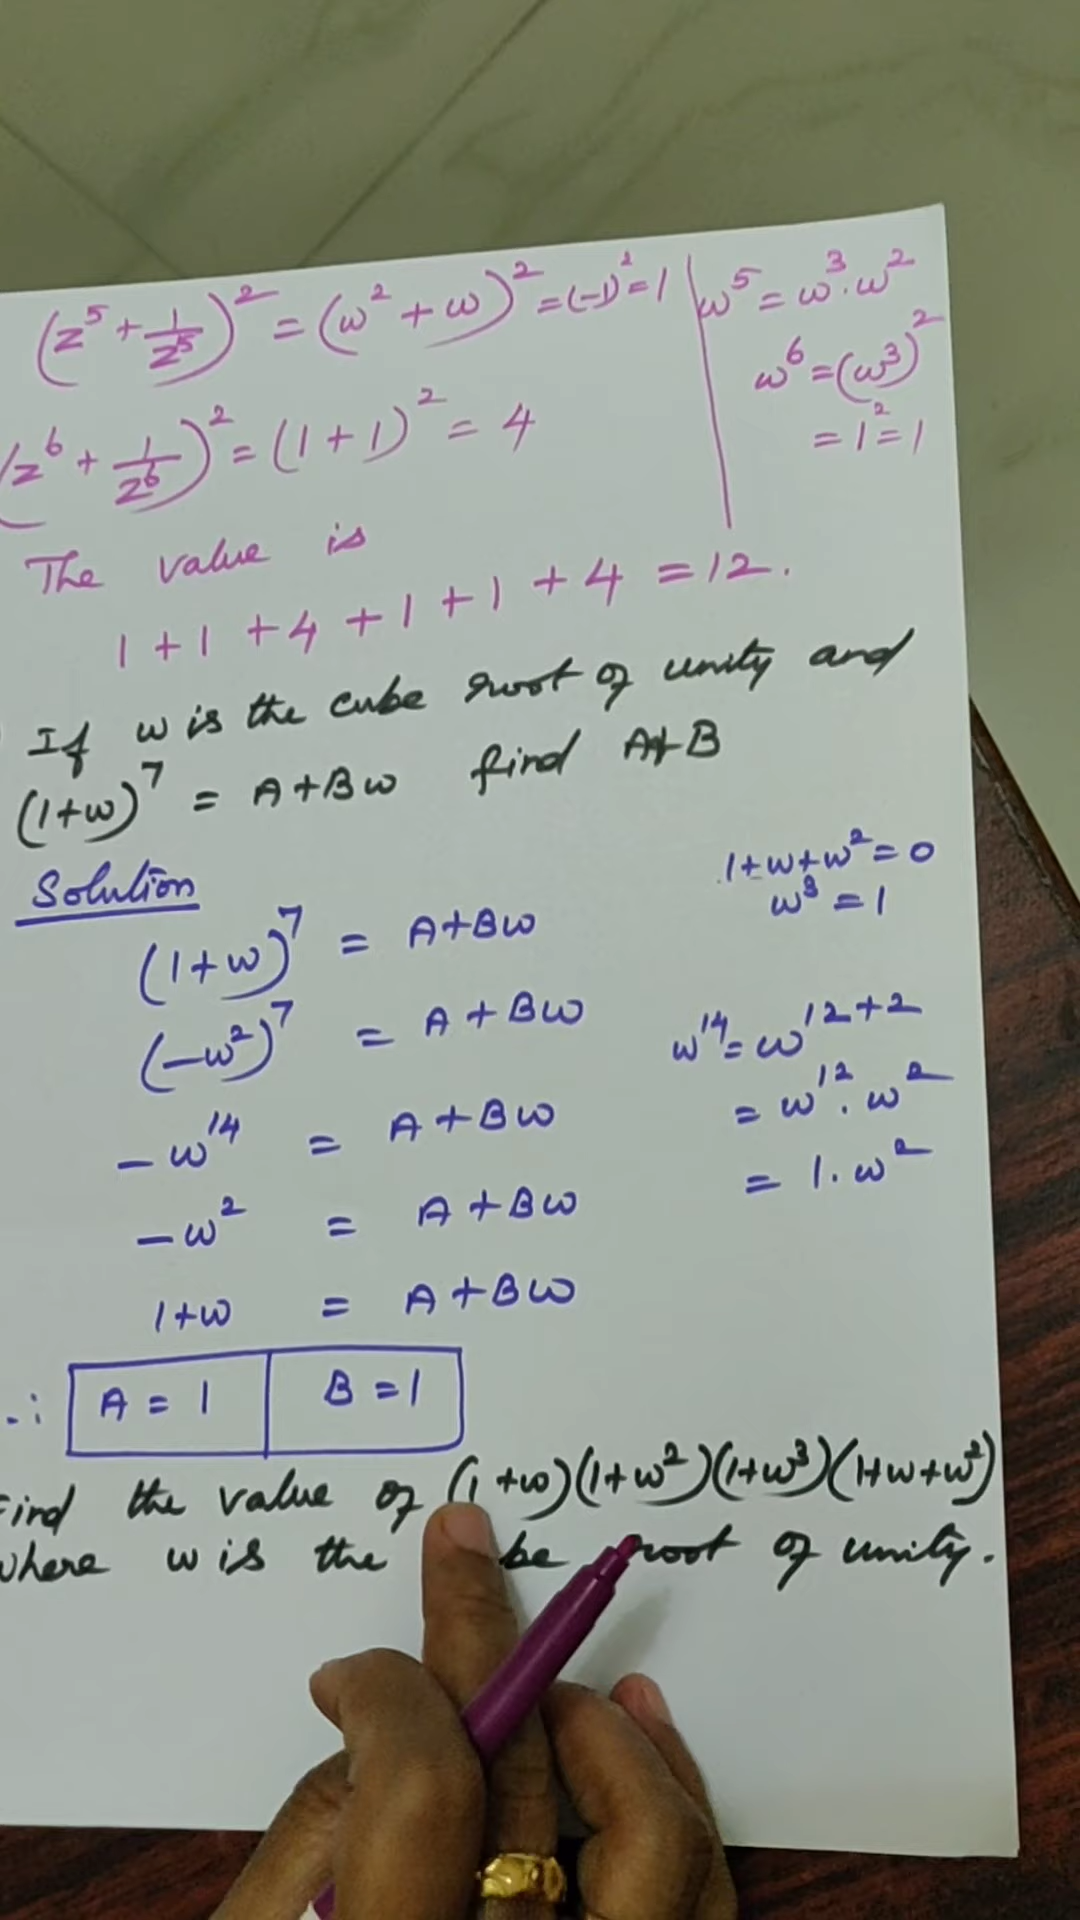 (z⁵ + 1/z⁵)² = (ω² + ω)² = (-1)² = 1
ω⁵ = ω³·ω²
ω⁶ = (ω³)²
= 1² = 1
(z⁶ + 1/z⁶)² = (1 + 1)² = 4
The value is
1 + 1 + 4 + 1 + 1 + 4 = 12.
If ω is the cube root of unity and
(1+ω)⁷ = A+Bω find A+B
Solution
1+ω+ω² = 0
ω³ = 1
(1+ω)⁷ = A+Bω
(-ω²)⁷ = A+Bω
ω¹⁴ = ω¹²⁺²
= ω¹²·ω²
= 1·ω²
-ω¹⁴ = A+Bω
-ω² = A+Bω
1+ω = A+Bω
∴ A = 1 B = 1
Find the value of (1+ω)(1+ω²)(1+ω³)(1+ω+ω²)
where ω is the be root of unity.